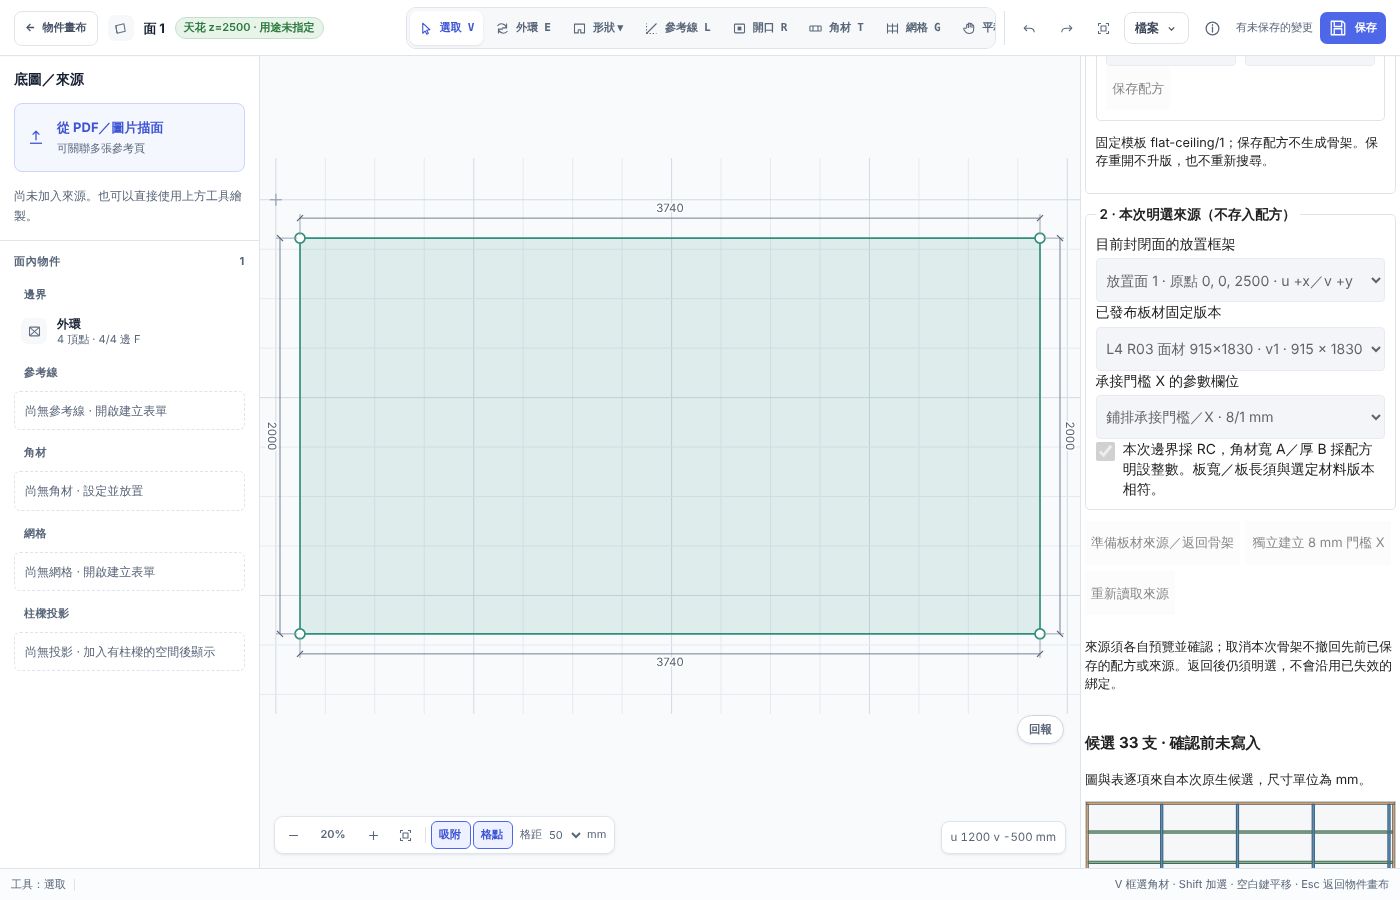 物件畫布
面 1
天花 z=2500 · 用途未指定
選取 V
外環 E
形狀 ▾
參考線 L
開口 R
角材 T
網格 G
檔案
有未保存的變更
保存
底圖／來源
從 PDF／圖片描面
可關聯多張參考頁
尚未加入來源。也可以直接使用上方工具繪
製。
面內物件
1
邊界
外環
4 頂點 · 4/4 邊 F
參考線
尚無參考線 · 開啟建立表單
角材
尚無角材 · 設定並放置
網格
尚無網格 · 開啟建立表單
柱樑投影
尚無投影 · 加入有柱樑的空間後顯示
3740
2000
2000
3740
回報
20%
吸附
格點
格距
50
mm
u 1200 v -500 mm
保存配方
固定模板 flat-ceiling/1；保存配方不生成骨架。保
存重開不升版，也不重新搜尋。
2 · 本次明選來源（不存入配方）
目前封閉面的放置框架
放置面 1 · 原點 0, 0, 2500 · u +x／v +y
已發布板材固定版本
L4 R03 面材 915×1830 · v1 · 915 × 1830
承接門檻 X 的參數欄位
鋪排承接門檻／X · 8/1 mm
本次邊界採 RC，角材寬 A／厚 B 採配方
明設整數。板寬／板長須與選定材料版本
相符。
準備板材來源／返回骨架
獨立建立 8 mm 門檻 X
重新讀取來源
來源須各自預覽並確認；取消本次骨架不撤回先前已保
存的配方或來源。返回後仍須明選，不會沿用已失效的
綁定。
候選 33 支 · 確認前未寫入
圖與表逐項來自本次原生候選，尺寸單位為 mm。
工具：選取
V 框選角材 · Shift 加選 · 空白鍵平移 · Esc 返回物件畫布